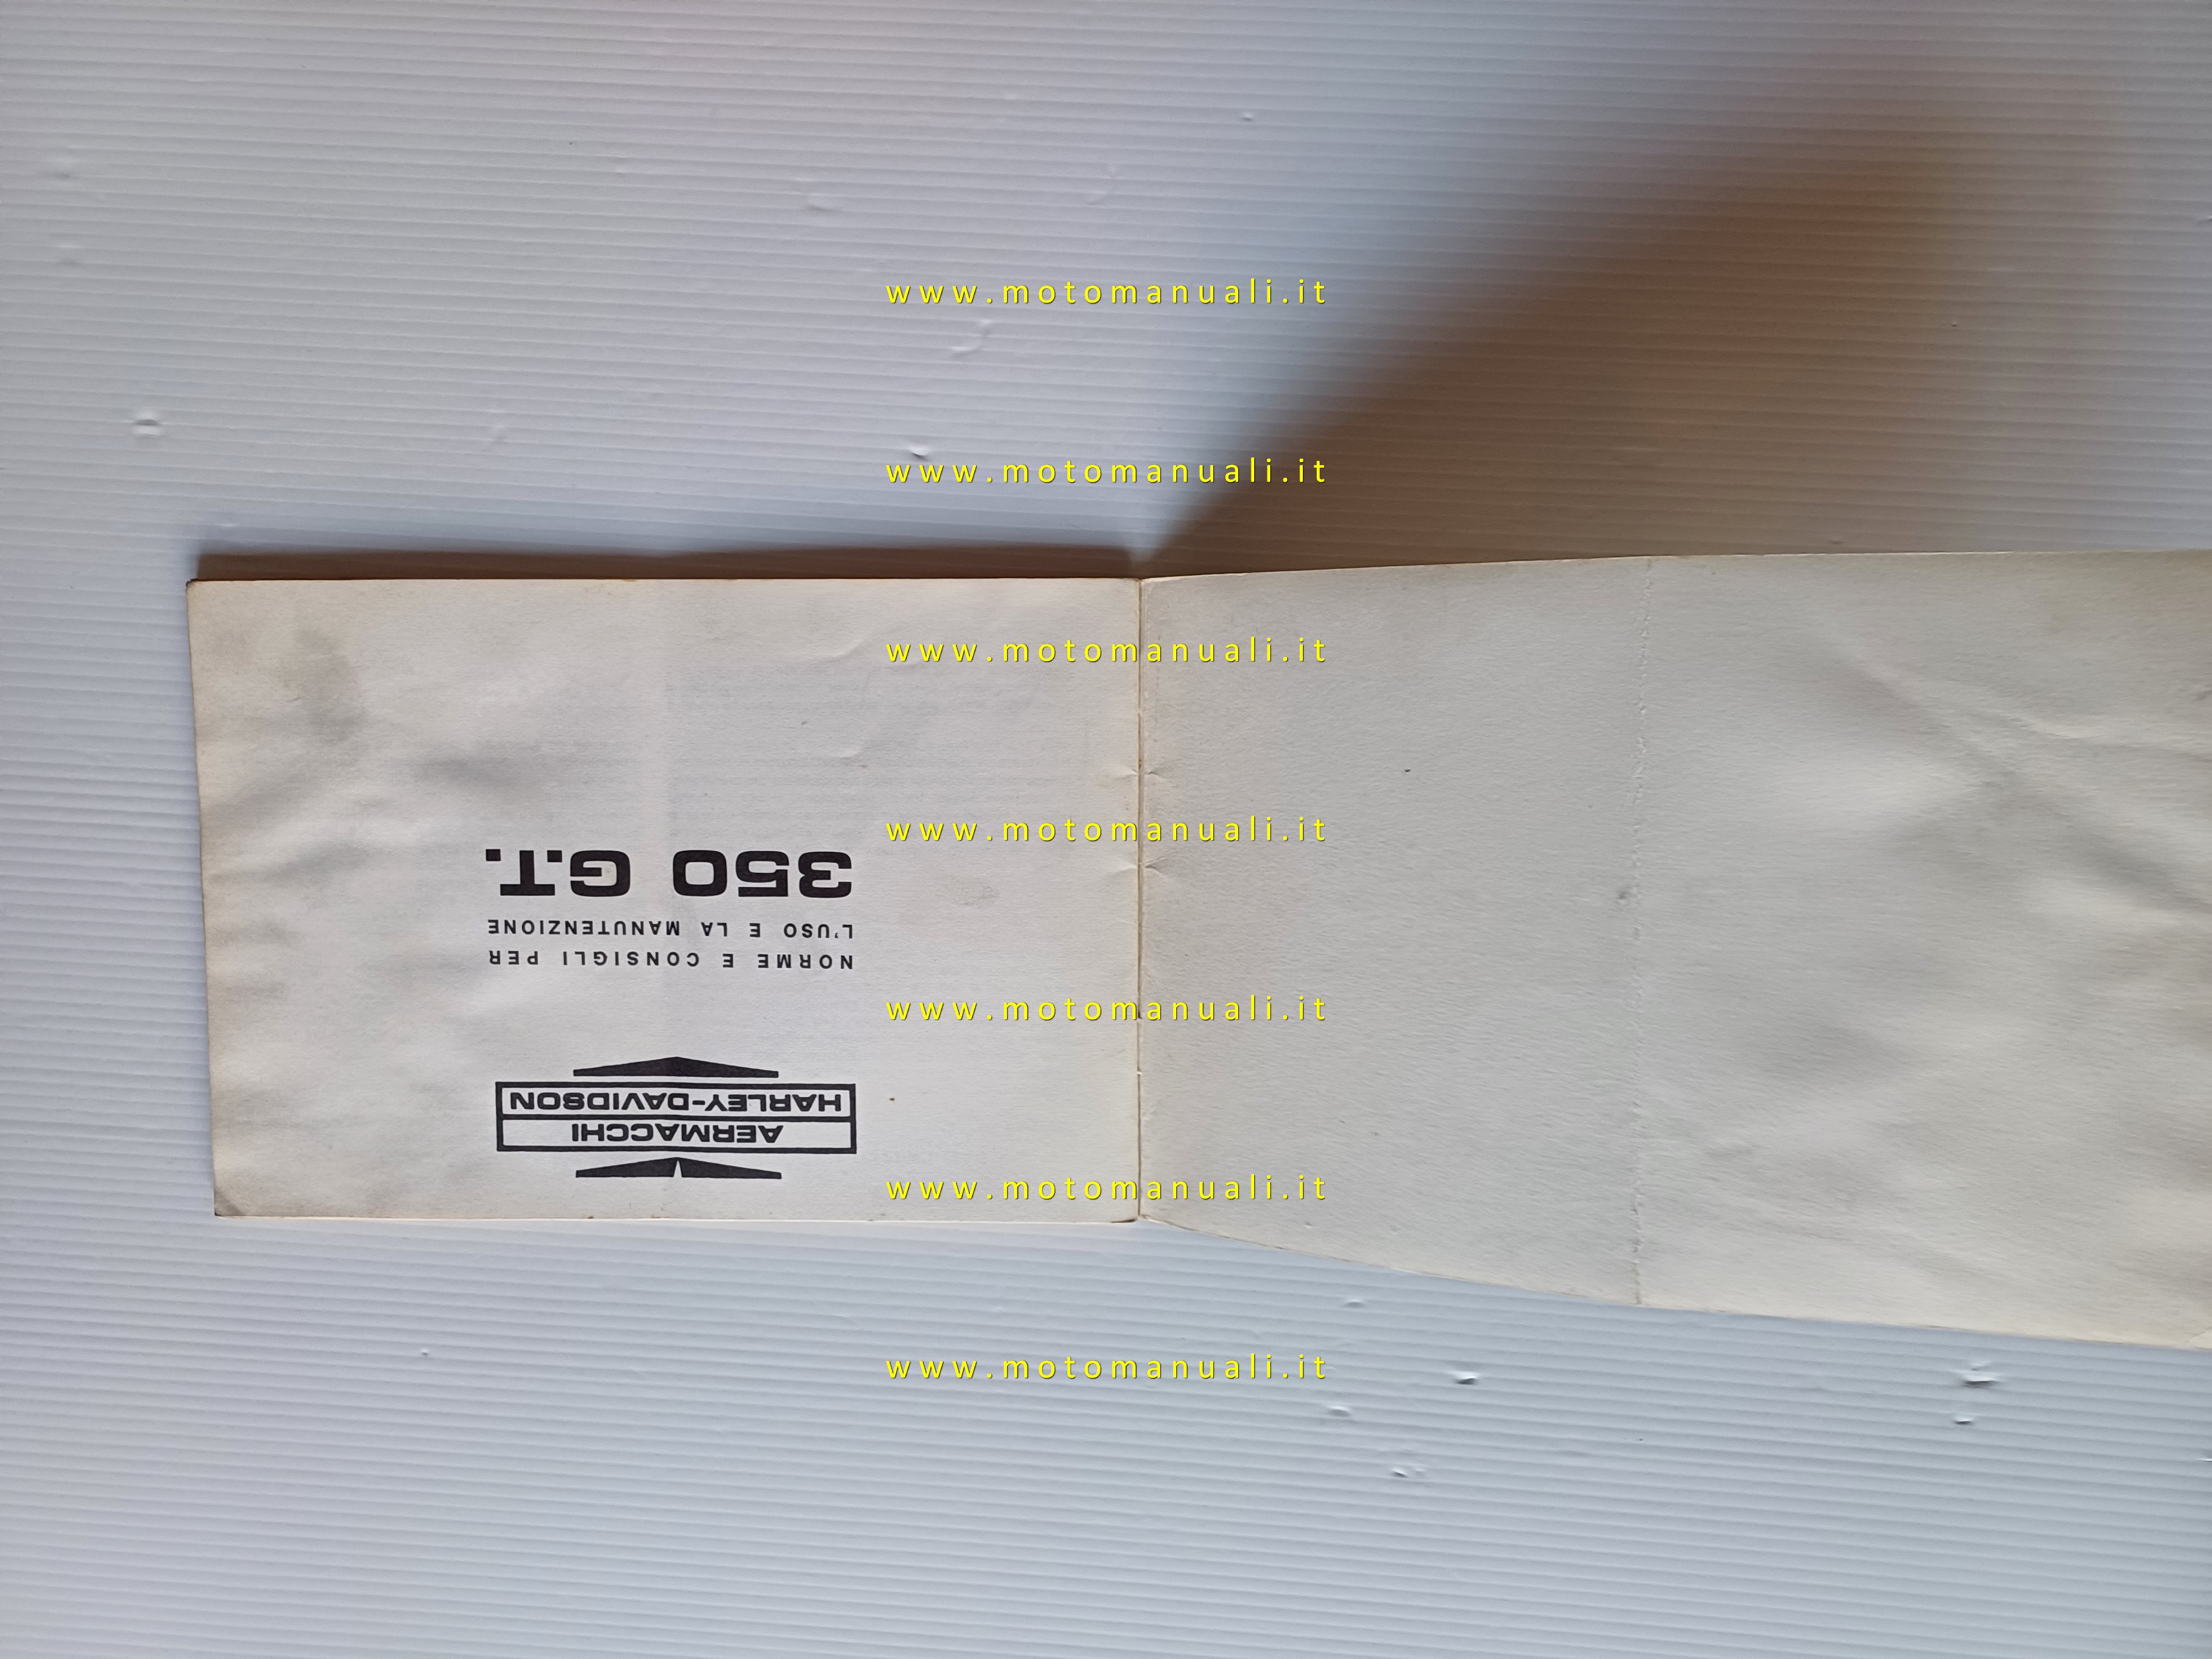 AERMACCHI
HARLEY-DAVIDSON
NORME E CONSIGLI PER
L'USO E LA MANUTENZIONE
350 G.T.
www.motomanuali.it
www.motomanuali.it
www.motomanuali.it
www.motomanuali.it
www.motomanuali.it
www.motomanuali.it
www.motomanuali.it